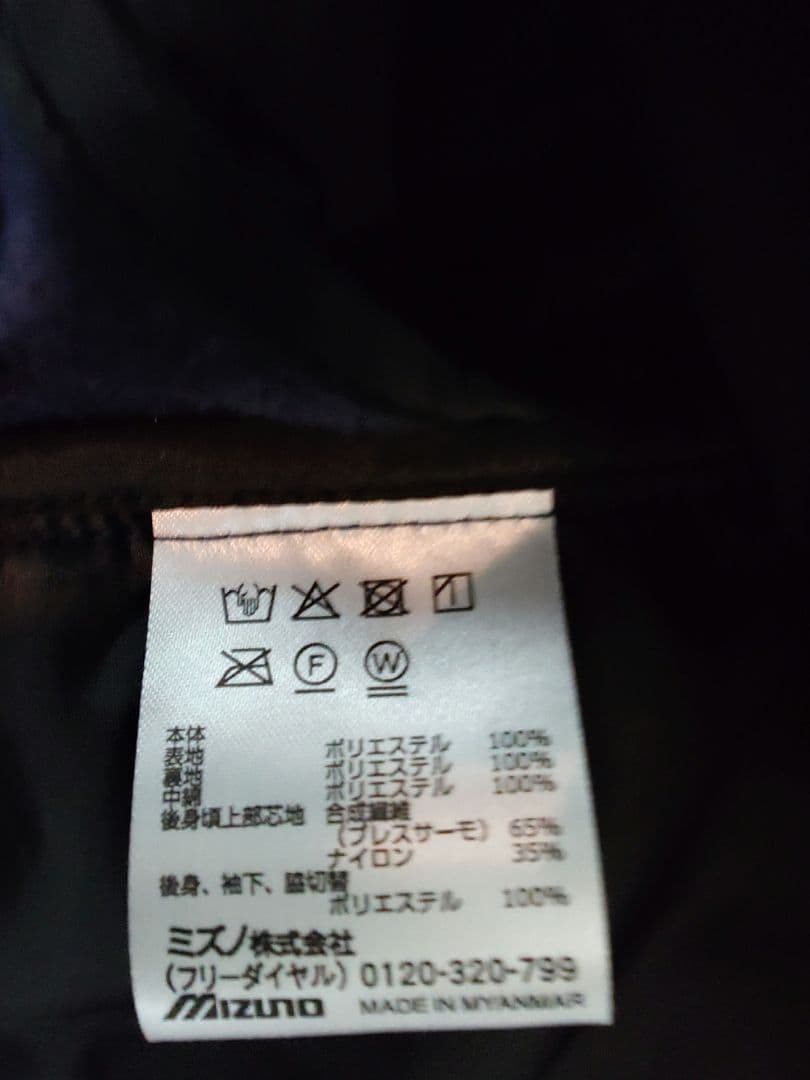 F W
本体
表地 ポリエステル 100%
裏地 ポリエステル 100%
中綿 ポリエステル 100%
後身頃上部芯地 合成繊維
(ブレスサーモ) 65%
ナイロン 35%
後身、袖下、脇切替
ポリエステル 100%
ミズノ株式会社
(フリーダイヤル) 0120-320-799
MIZUNO MADE IN MYANMAR